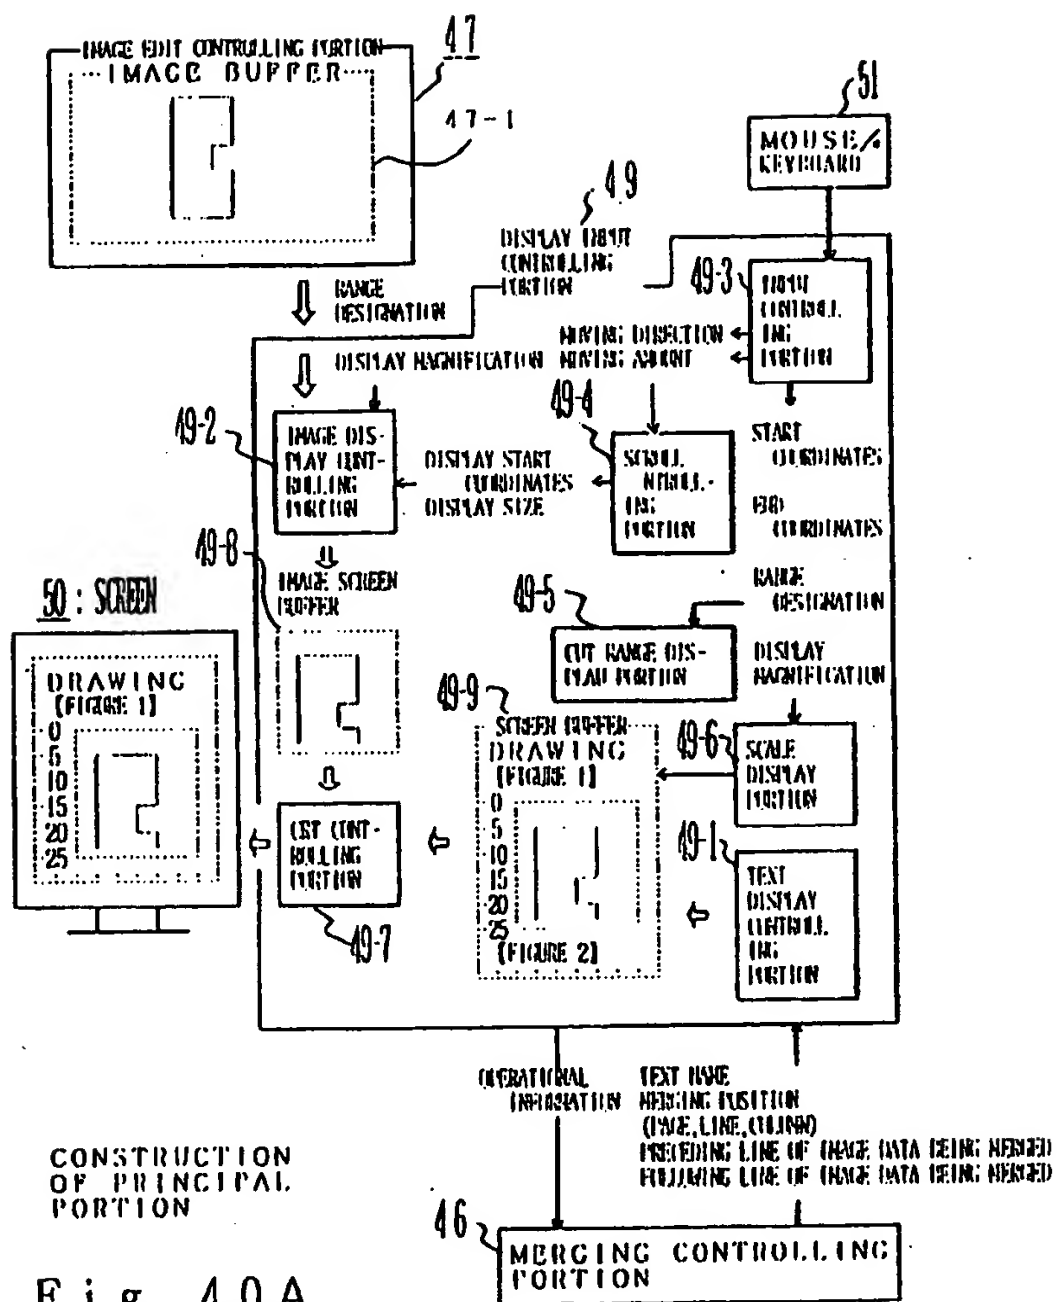 47
IMAGE EDIT CONTROLLING PORTION
IMAGE BUFFER
47-1
51
MOUSE/
KEYBOARD
49
DISPLAY INPUT
CONTROLLING
PORTION
49-3
INPUT
CONTROLL
ING
PORTION
RANGE
DESIGNATION
MOVING DIRECTION
DISPLAY MAGNIFICATION MOVING AMOUNT
49-4
49-2
IMAGE DIS-
PLAY CONT-
ROLLING
PORTION
DISPLAY START
COORDINATES
DISPLAY SIZE
SCROLL
NTROLL-
ING
PORTION
START
COORDINATES
END
COORDINATES
49-8
IMAGE SCREEN
BUFFER
49-5
RANGE
DESIGNATION
CUT RANGE DIS-
PORTION
DISPLAY
MAGNIFICATION
50 : SCREEN
DRAWING
[FIGURE 1]
0
5
10
15
20
25
49-9
SCREEN BUFFER
DRAWING
[FIGURE 1]
0
5
10
15
20
25
[FIGURE 2]
49-6
SCALE
DISPLAY
PORTION
CRT CONT-
ROLLING
PORTION
49-7
49-1
TEXT
DISPLAY
CONTROLL
ING
PORTION
OPERATIONAL
INFORMATION
TEXT NAME
MERGING POSITION
(PAGE,LINE,COLUMN)
PRECEDING LINE OF IMAGE DATA BEING MERGED
FOLLOWING LINE OF IMAGE DATA BEING MERGED
CONSTRUCTION
OF PRINCIPAL
PORTION
46
MERGING CONTROLLING
PORTION
Fig. 40A